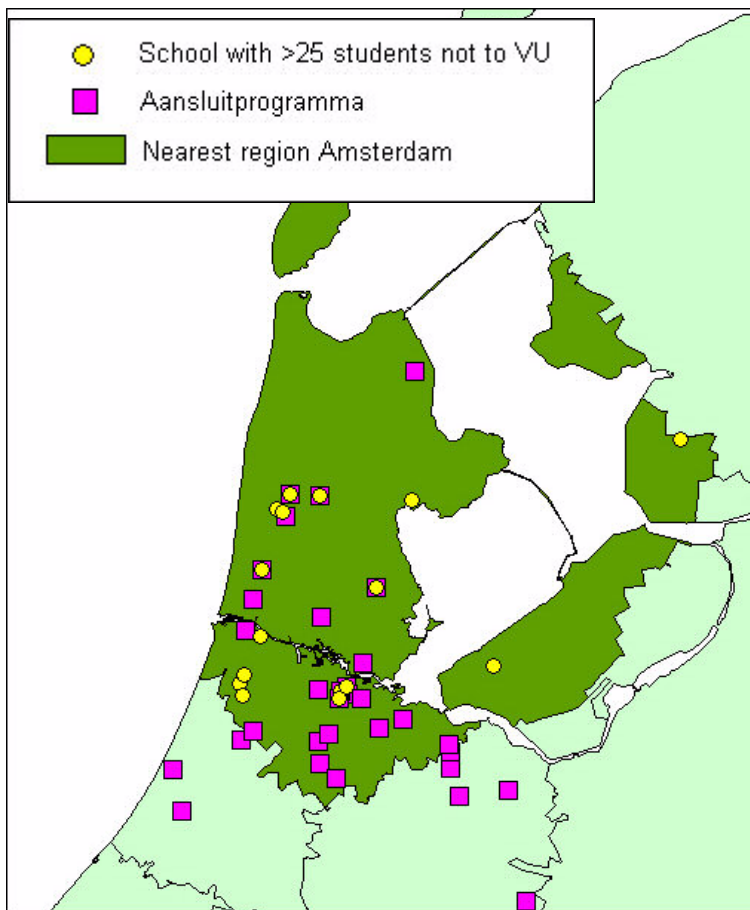 School with >25 students not to VU
Aansluitprogramma
Nearest region Amsterdam